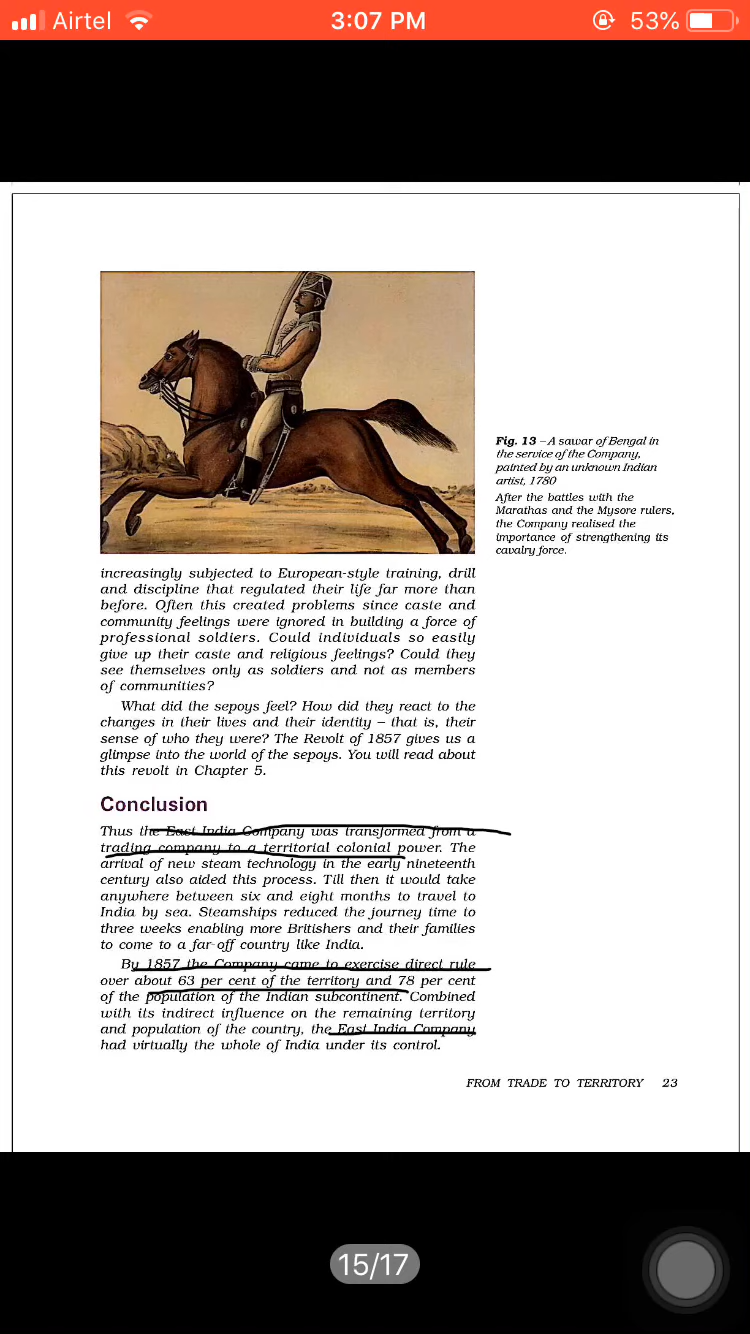 Airtel
3:07 PM
53%
Fig. 13 – A sawar of Bengal in
the service of the Company,
painted by an unknown Indian
artist, 1780
After the battles with the
Marathas and the Mysore rulers,
the Company realised the
importance of strengthening its
cavalry force.
increasingly subjected to European-style training, drill
and discipline that regulated their life far more than
before. Often this created problems since caste and
community feelings were ignored in building a force of
professional soldiers. Could individuals so easily
give up their caste and religious feelings? Could they
see themselves only as soldiers and not as members
of communities?
What did the sepoys feel? How did they react to the
changes in their lives and their identity – that is, their
sense of who they were? The Revolt of 1857 gives us a
glimpse into the world of the sepoys. You will read about
this revolt in Chapter 5.
Conclusion
Thus the East India Company was transformed from a
trading company to a territorial colonial power. The
arrival of new steam technology in the early nineteenth
century also aided this process. Till then it would take
anywhere between six and eight months to travel to
India by sea. Steamships reduced the journey time to
three weeks enabling more Britishers and their families
to come to a far-off country like India.
By 1857 the Company came to exercise direct rule
over about 63 per cent of the territory and 78 per cent
of the population of the Indian subcontinent. Combined
with its indirect influence on the remaining territory
and population of the country, the East India Company
had virtually the whole of India under its control.
FROM TRADE TO TERRITORY 23
15/17